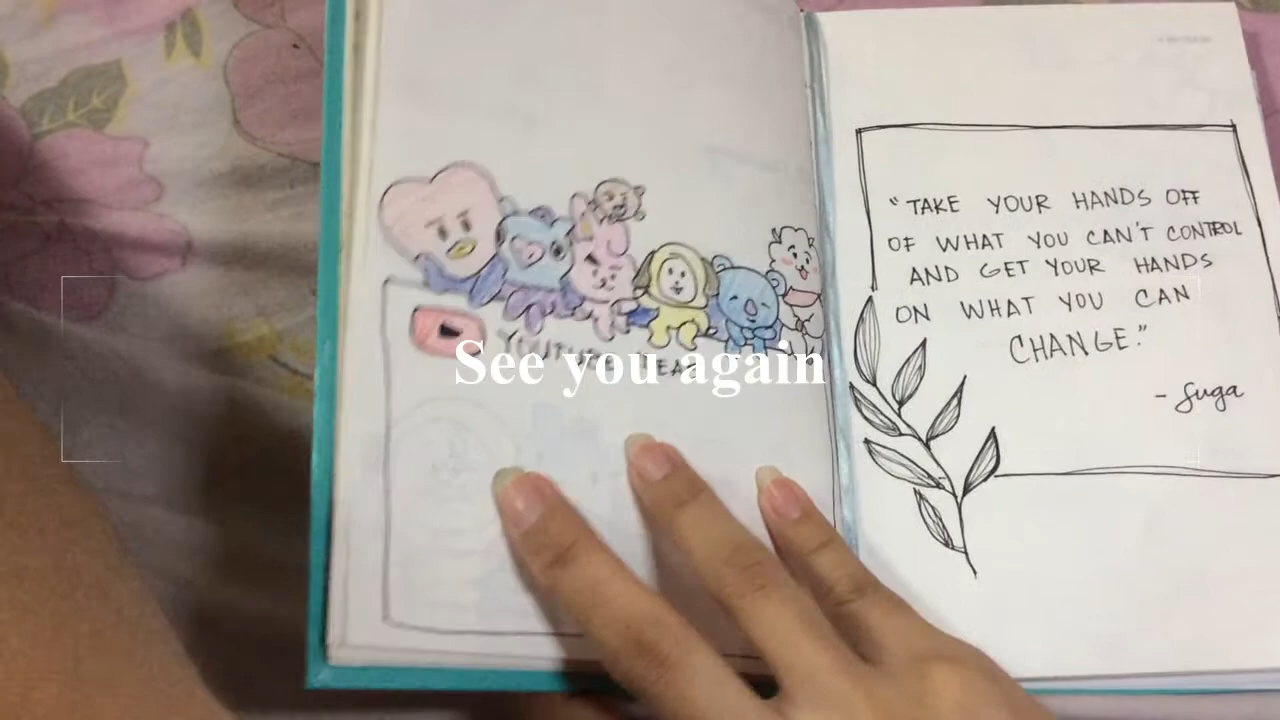 YOUTUBE
See you again
"TAKE YOUR HANDS OFF
OF WHAT YOU CAN'T CONTROL
AND GET YOUR HANDS
ON WHAT YOU CAN
CHANGE."
- Suga